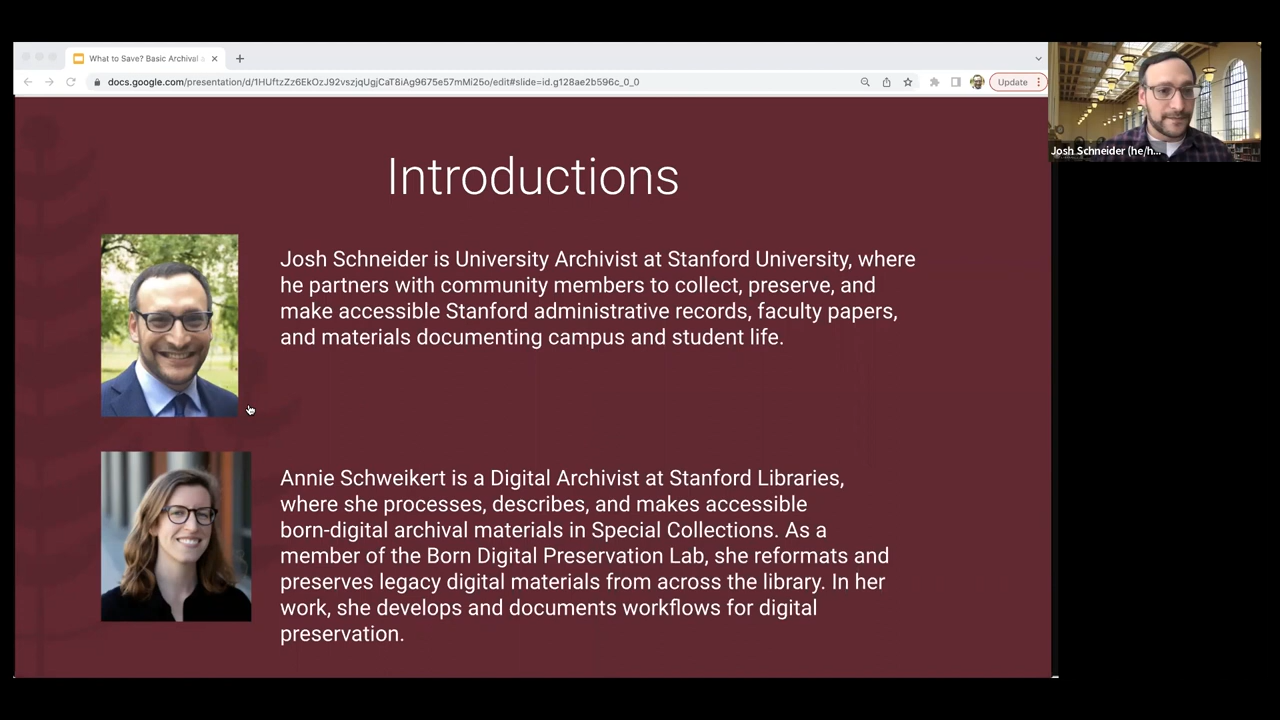 What to Save? Basic Archival
docs.google.com/presentation/d/1HUftzZz6EkOzJ92vszjqUgjCaT8iAg9675e57mMi25o/edit#slide=id.g128ae2b596c_0_0
Update
Josh Schneider (he/h...
Introductions
Josh Schneider is University Archivist at Stanford University, where
he partners with community members to collect, preserve, and
make accessible Stanford administrative records, faculty papers,
and materials documenting campus and student life.
Annie Schweikert is a Digital Archivist at Stanford Libraries,
where she processes, describes, and makes accessible
born-digital archival materials in Special Collections. As a
member of the Born Digital Preservation Lab, she reformats and
preserves legacy digital materials from across the library. In her
work, she develops and documents workflows for digital
preservation.